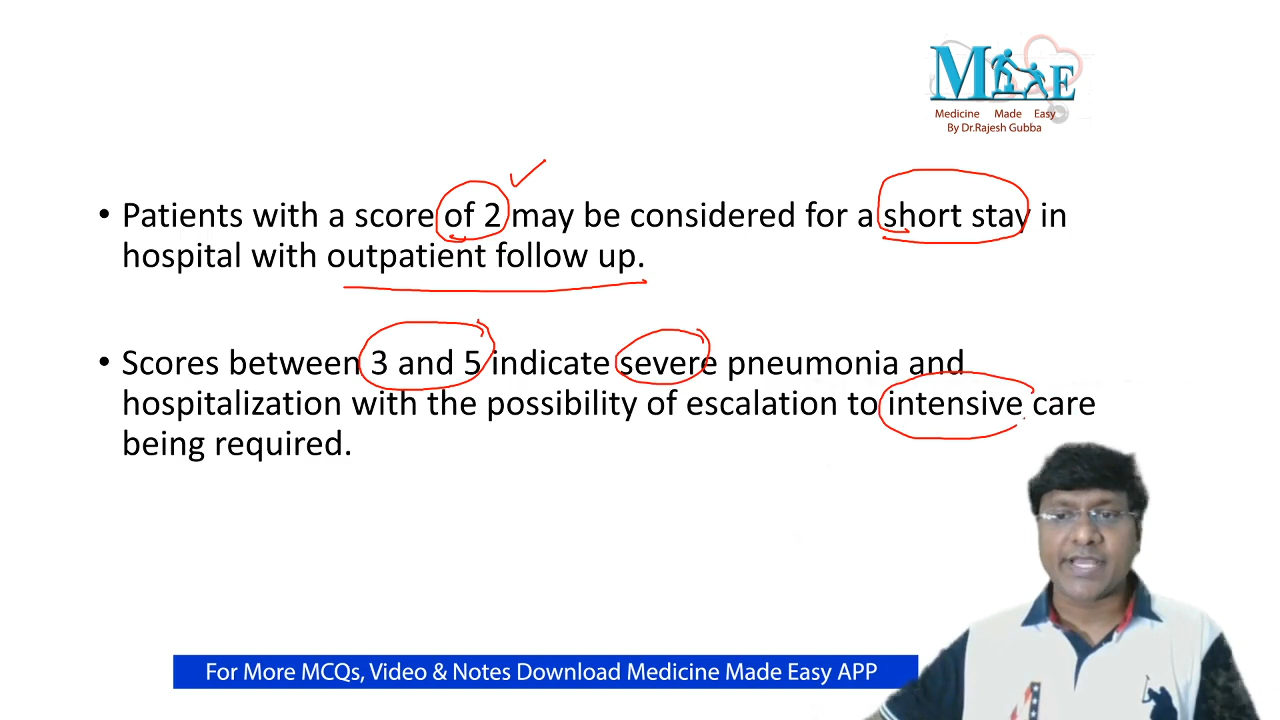 M E
Medicine Made Easy
By Dr.Rajesh Gubba
• Patients with a score of 2 may be considered for a short stay in
hospital with outpatient follow up.
• Scores between 3 and 5 indicate severe pneumonia and
hospitalization with the possibility of escalation to intensive care
being required.
For More MCQs, Video & Notes Download Medicine Made Easy APP